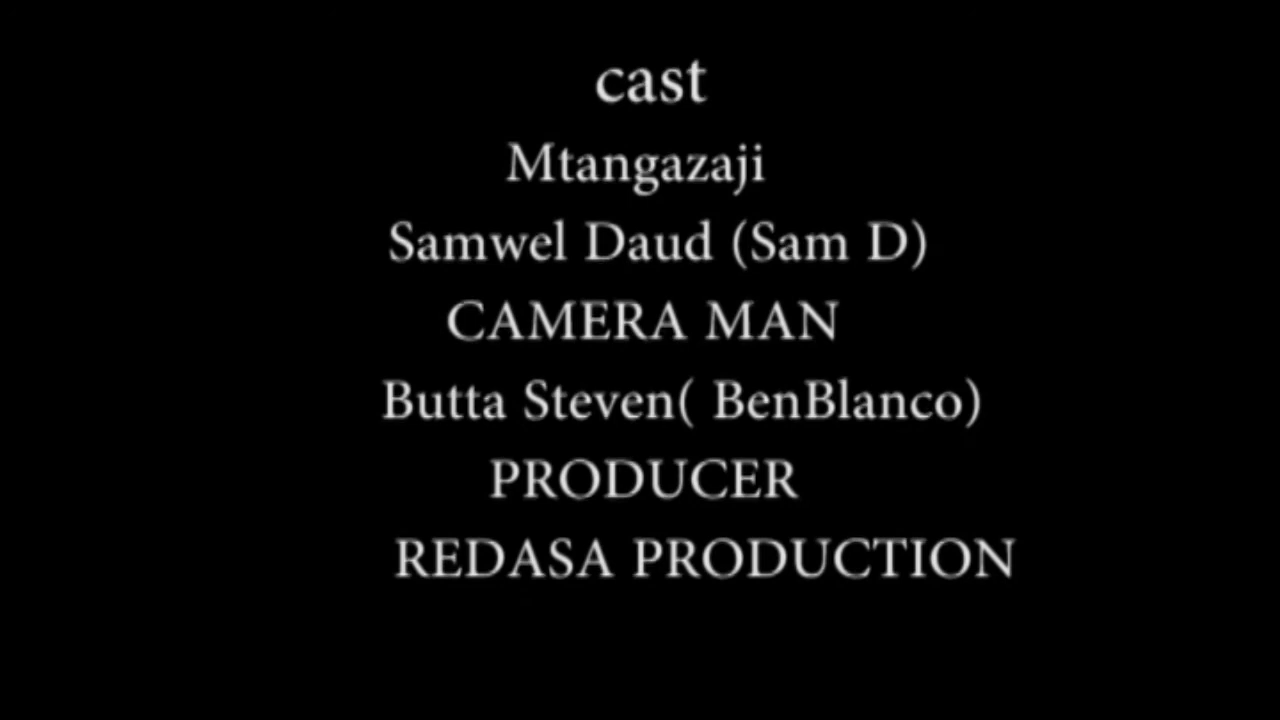 cast
Mtangazaji
Samwel Daud (Sam D)
CAMERA MAN
Butta Steven( BenBlanco)
PRODUCER
REDASA PRODUCTION